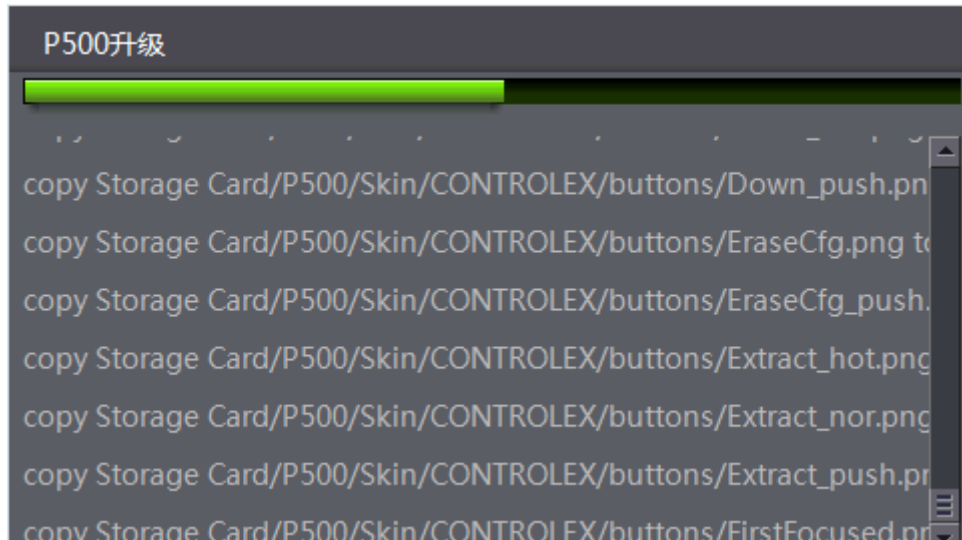 P500升级
copy Storage Card/P500/Skin/CONTROLEX/buttons/Down_push.pn
copy Storage Card/P500/Skin/CONTROLEX/buttons/EraseCfg.png to
copy Storage Card/P500/Skin/CONTROLEX/buttons/EraseCfg_push.
copy Storage Card/P500/Skin/CONTROLEX/buttons/Extract_hot.png
copy Storage Card/P500/Skin/CONTROLEX/buttons/Extract_nor.png
copy Storage Card/P500/Skin/CONTROLEX/buttons/Extract_push.pn
copy Storage Card/P500/Skin/CONTROLEX/buttons/FirstFocused.pn